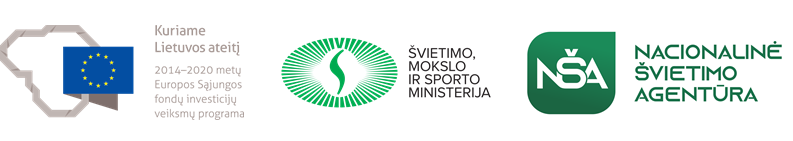 Kuriame
Lietuvos ateitį
2014–2020 metų
Europos Sąjungos
fondų investicijų
veiksmų programa
ŠVIETIMO,
MOKSLO
IR SPORTO
MINISTERIJA
NŠA
NACIONALINĖ
ŠVIETIMO
AGENTŪRA